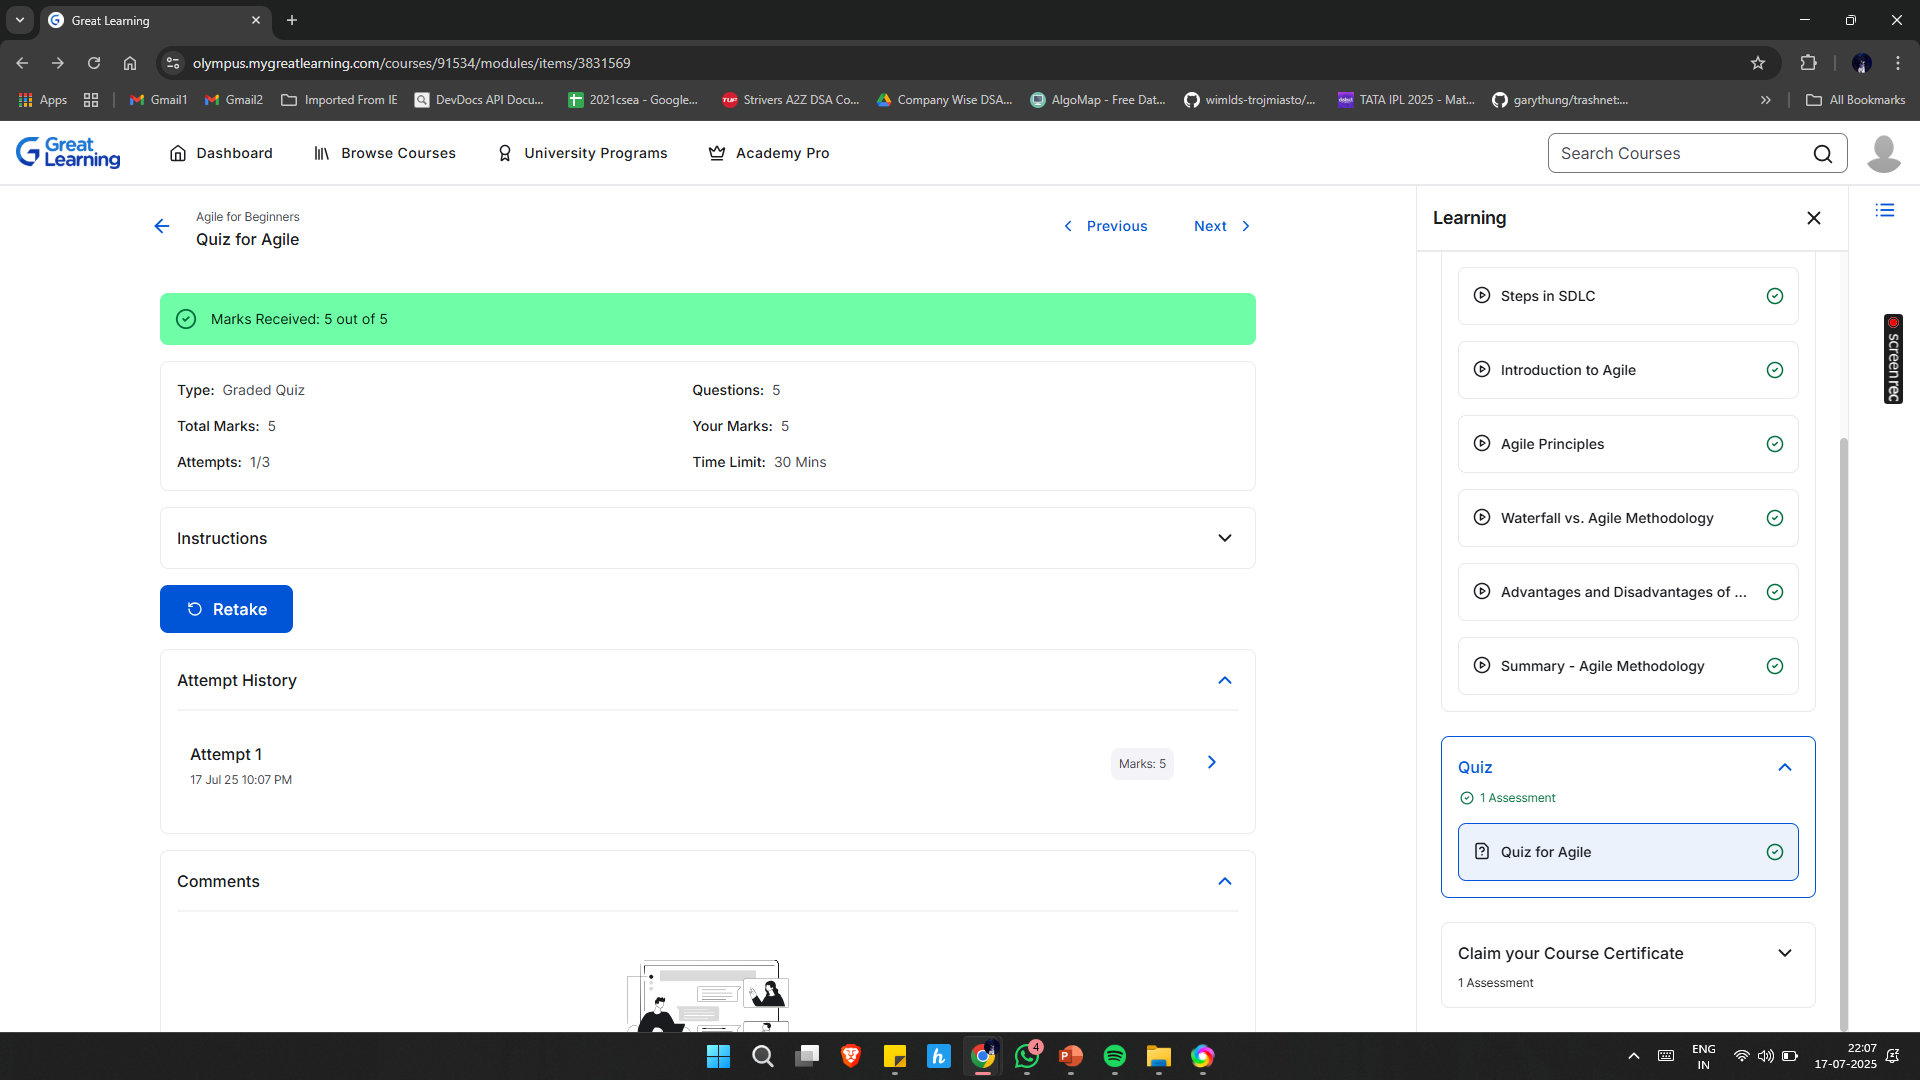 Great Learning
olympus.mygreatlearning.com/courses/91534/modules/items/3831569
Apps
Gmail1
Gmail2
Imported From IE
DevDocs API Docu...
2021csea - Google...
Strivers A2Z DSA Co...
Company Wise DSA...
AlgoMap - Free Dat...
wimlds-trojmiasto/...
TATA IPL 2025 - Mat...
garythung/trashnet:...
All Bookmarks
Great
Learning
Dashboard
Browse Courses
University Programs
Academy Pro
Search Courses
Agile for Beginners
Quiz for Agile
Previous
Next
Marks Received: 5 out of 5
Type: Graded Quiz
Questions: 5
Total Marks: 5
Your Marks: 5
Attempts: 1/3
Time Limit: 30 Mins
Instructions
Retake
Attempt History
Attempt 1
17 Jul 25 10:07 PM
Marks: 5
Comments
Learning
Steps in SDLC
Introduction to Agile
Agile Principles
Waterfall vs. Agile Methodology
Advantages and Disadvantages of ...
Summary - Agile Methodology
Quiz
1 Assessment
Quiz for Agile
Claim your Course Certificate
1 Assessment
screenrec
4
ENG
IN
22:07
17-07-2025